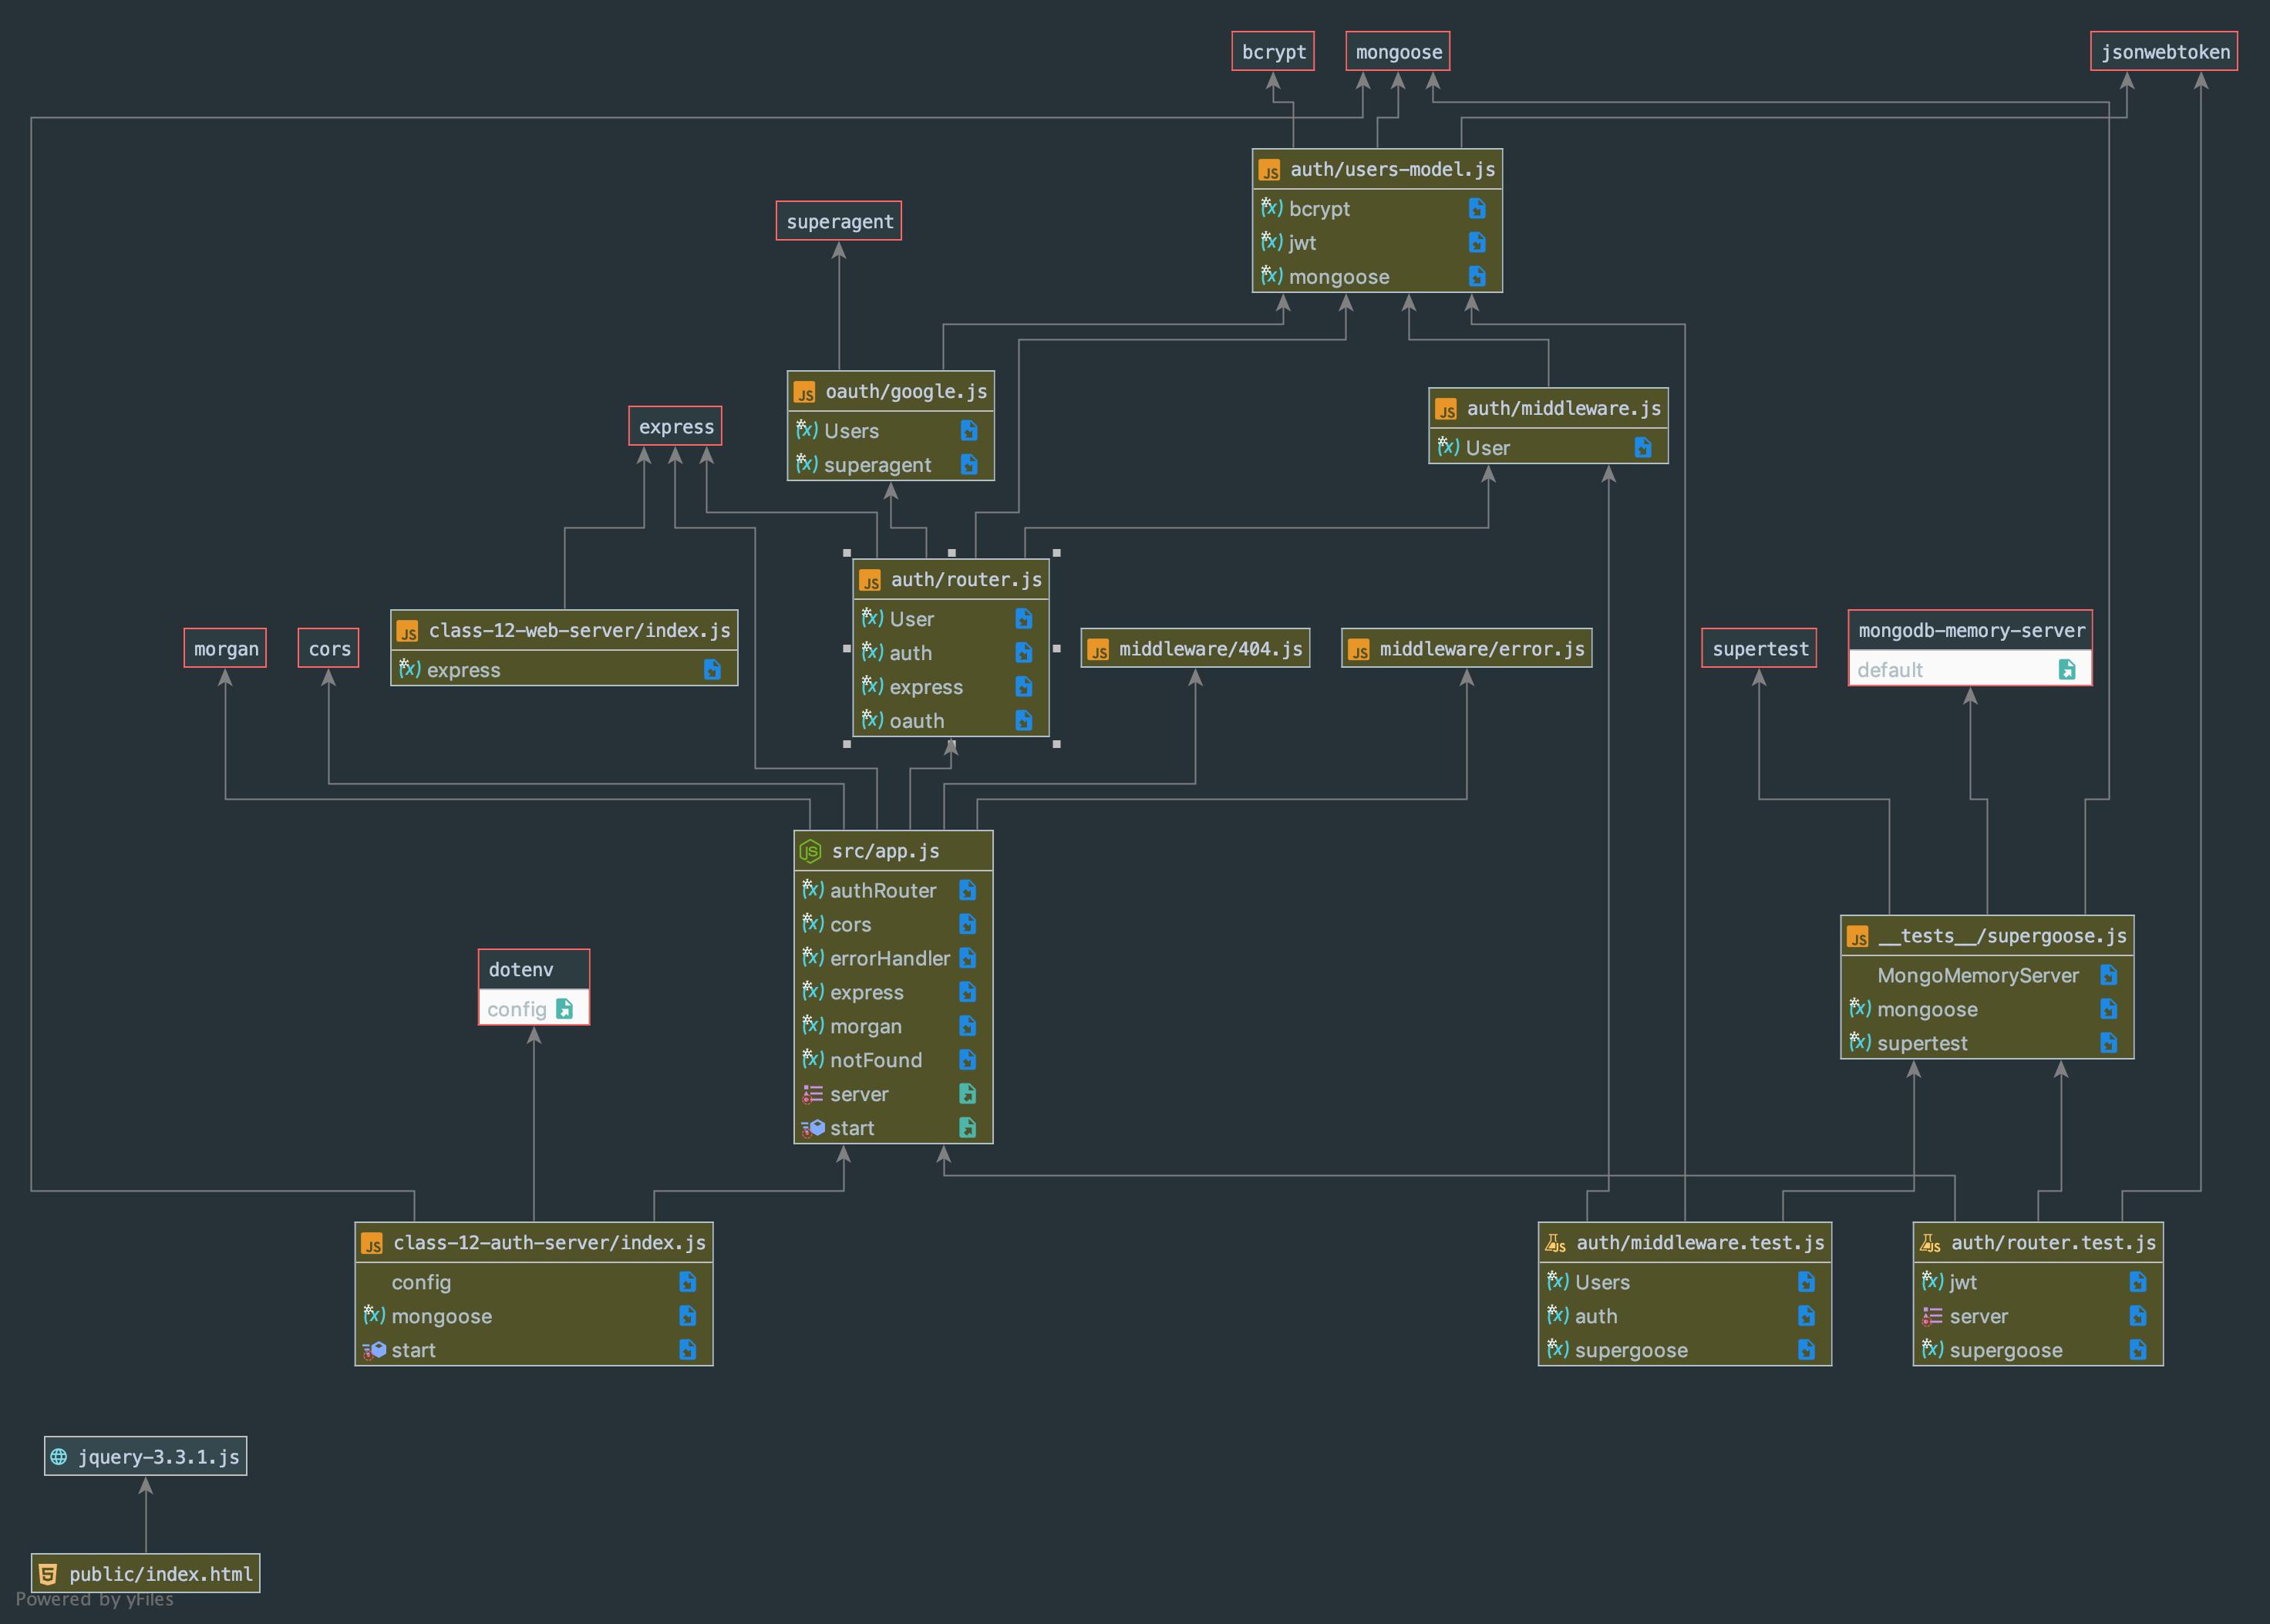 bcrypt
mongoose
jsonwebtoken
auth/users-model.js
bcrypt
jwt
mongoose
superagent
oauth/google.js
Users
superagent
auth/middleware.js
User
express
auth/router.js
User
auth
express
oauth
class-12-web-server/index.js
express
morgan
cors
middleware/404.js
middleware/error.js
supertest
mongodb-memory-server
default
src/app.js
authRouter
cors
errorHandler
express
morgan
notFound
server
start
dotenv
config
__tests__/supergoose.js
MongoMemoryServer
mongoose
supertest
class-12-auth-server/index.js
config
mongoose
start
auth/middleware.test.js
Users
auth
supergoose
auth/router.test.js
jwt
server
supergoose
jquery-3.3.1.js
public/index.html
Powered by yFiles